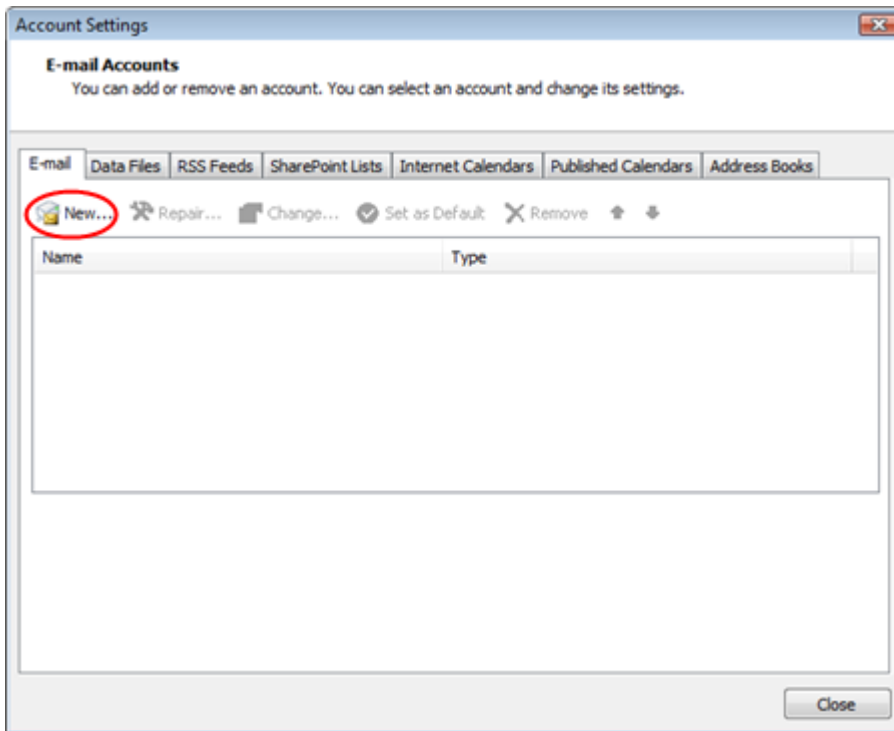 Account Settings
E-mail Accounts
You can add or remove an account. You can select an account and change its settings.
E-mail Data Files RSS Feeds SharePoint Lists Internet Calendars Published Calendars Address Books
New... Repair... Change... Set as Default Remove
Name Type
Close